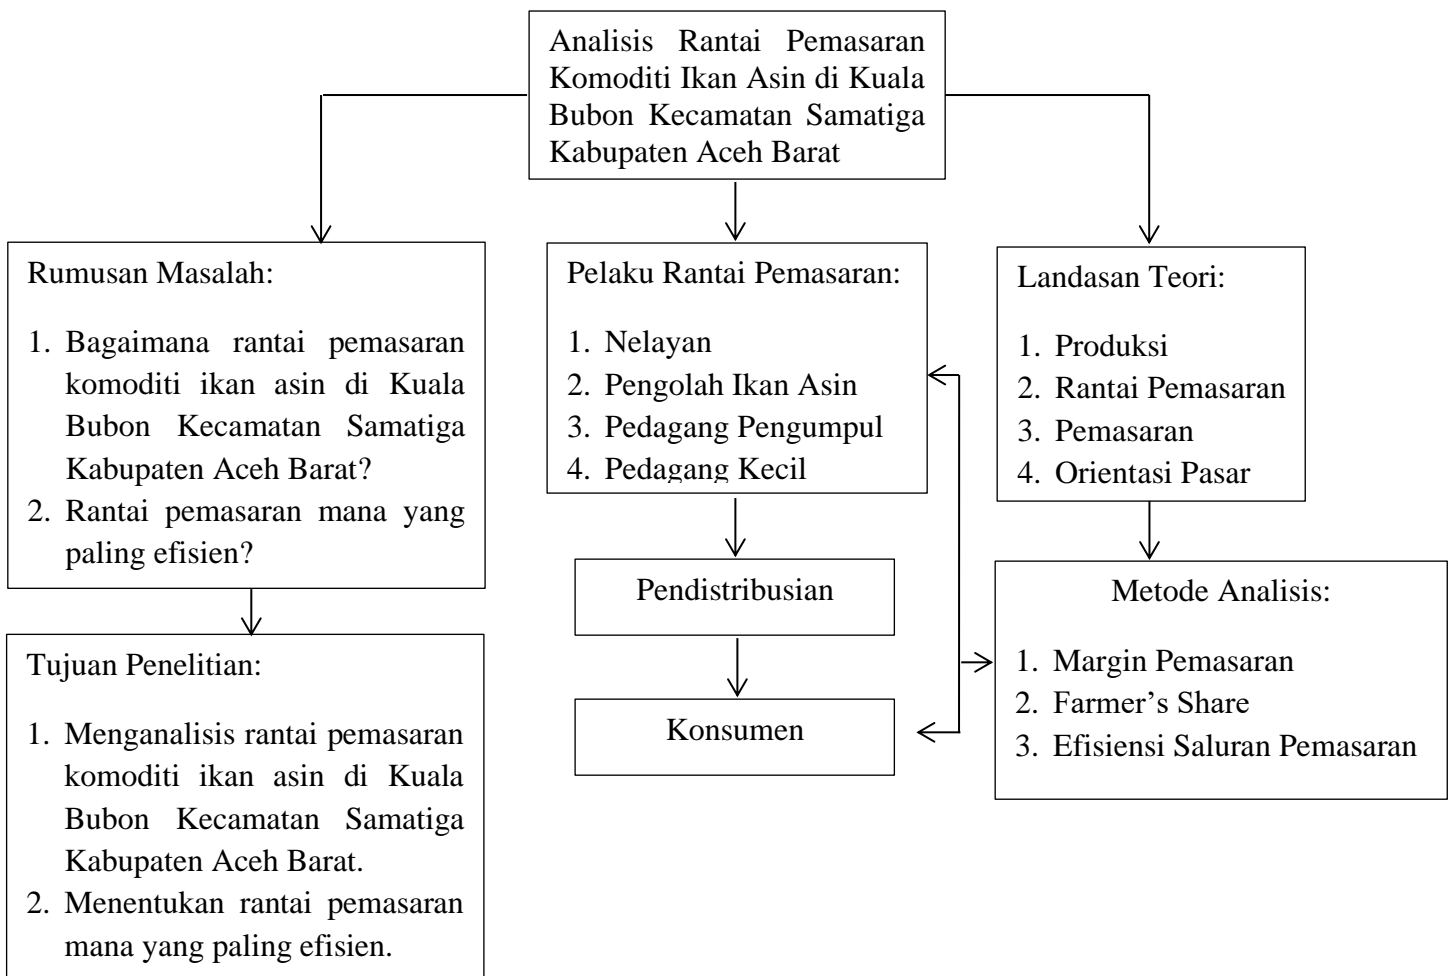 Analisis Rantai Pemasaran
Komoditi Ikan Asin di Kuala
Bubon Kecamatan Samatiga
Kabupaten Aceh Barat
Rumusan Masalah:
1. Bagaimana rantai pemasaran
komoditi ikan asin di Kuala
Bubon Kecamatan Samatiga
Kabupaten Aceh Barat?
2. Rantai pemasaran mana yang
paling efisien?
Tujuan Penelitian:
1. Menganalisis rantai pemasaran
komoditi ikan asin di Kuala
Bubon Kecamatan Samatiga
Kabupaten Aceh Barat.
2. Menentukan rantai pemasaran
mana yang paling efisien.
Pelaku Rantai Pemasaran:
1. Nelayan
2. Pengolah Ikan Asin
3. Pedagang Pengumpul
4. Pedagang Kecil
Pendistribusian
Konsumen
Landasan Teori:
1. Produksi
2. Rantai Pemasaran
3. Pemasaran
4. Orientasi Pasar
Metode Analisis:
1. Margin Pemasaran
2. Farmer’s Share
3. Efisiensi Saluran Pemasaran